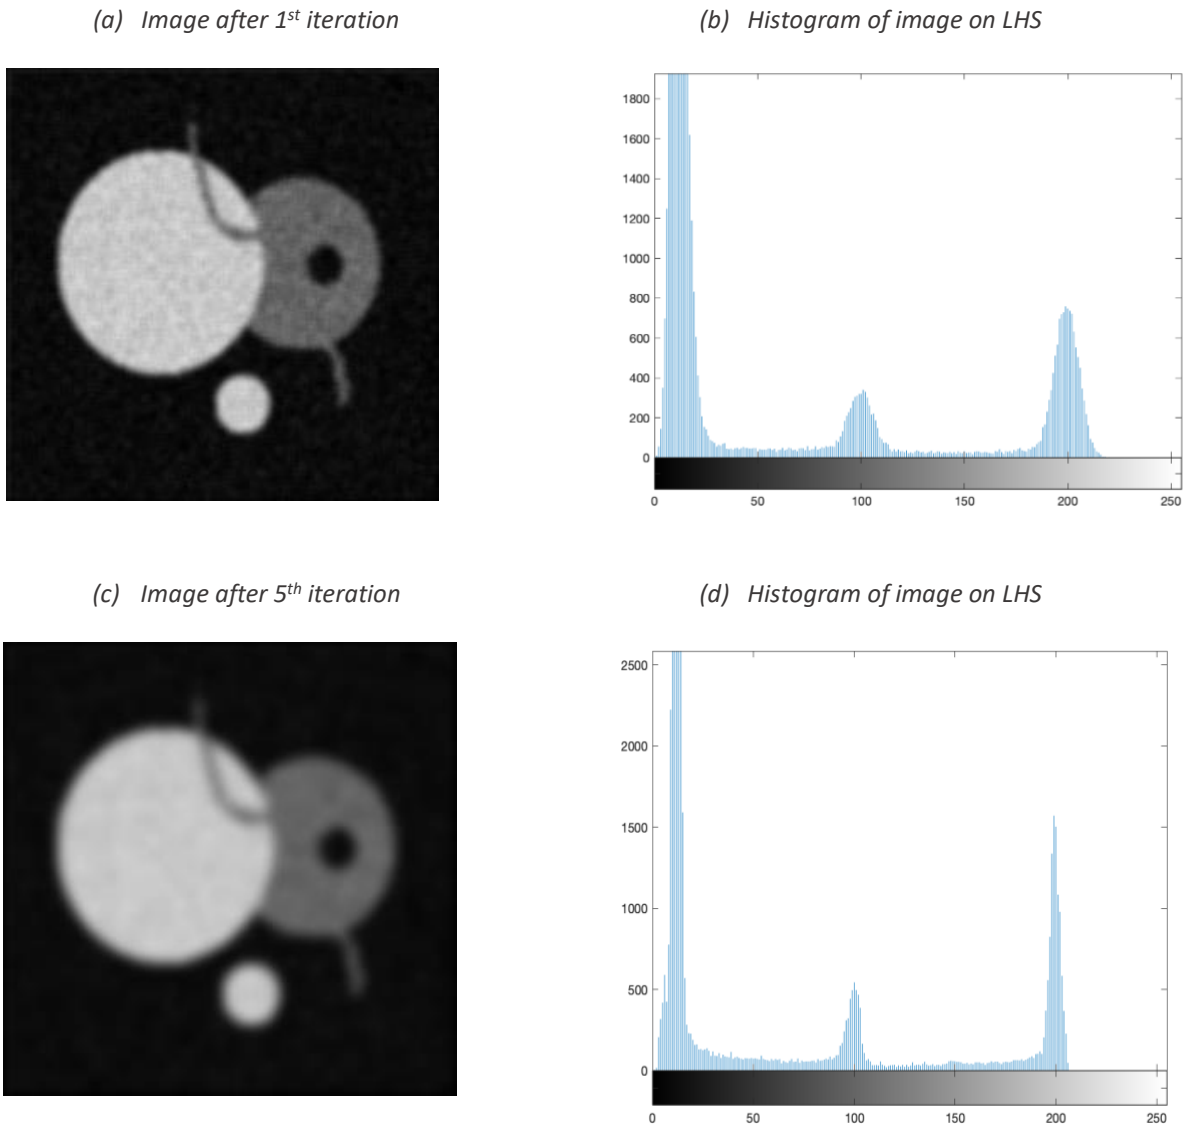 (a) Image after 1st iteration
(b) Histogram of image on LHS
1800
1600
1400
1200
1000
800
600
400
200
0
0 50 100 150 200 250
(c) Image after 5th iteration
(d) Histogram of image on LHS
2500
2000
1500
1000
500
0
0 50 100 150 200 250